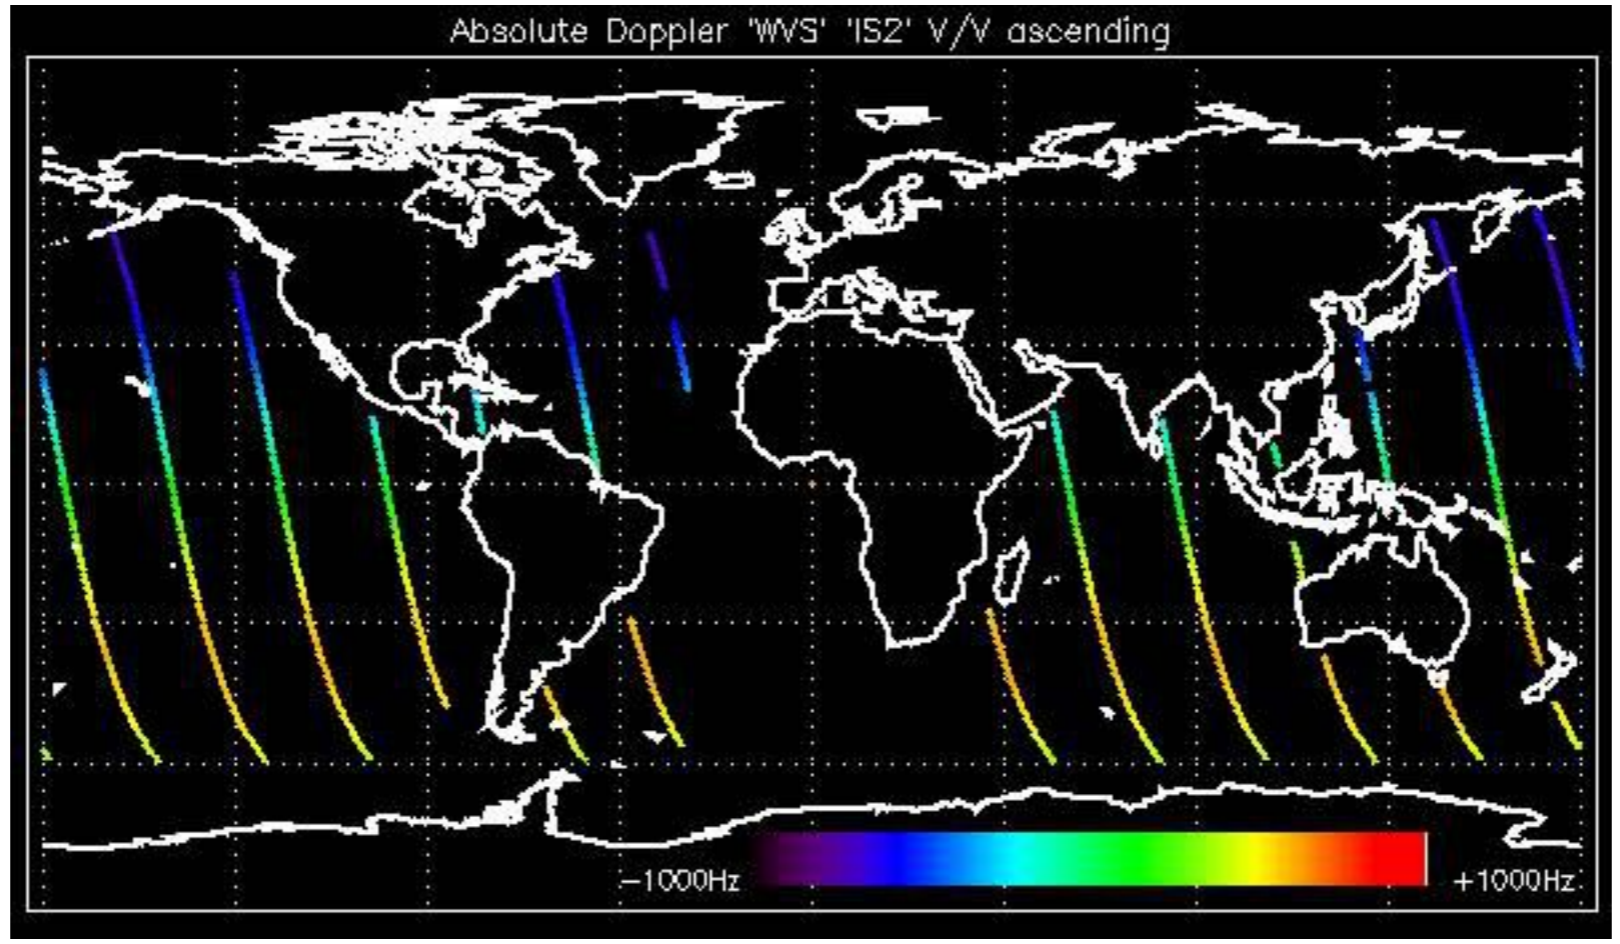 Absolute Doppler 'WVS' 'IS2' V/V ascending
−1000Hz
+1000Hz